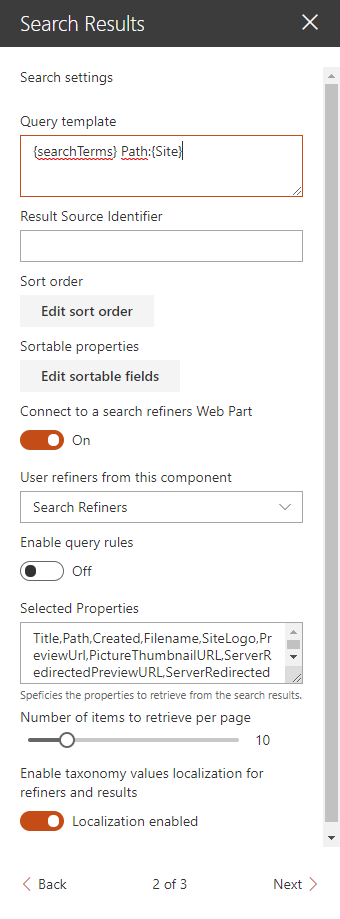 Search Results
Search settings
Query template
{searchTerms} Path:{Site}
Result Source Identifier
Sort order
Edit sort order
Sortable properties
Edit sortable fields
Connect to a search refiners Web Part
On
User refiners from this component
Search Refiners
Enable query rules
Off
Selected Properties
Title,Path,Created,Filename,SiteLogo,Pr
eviewUrl,PictureThumbnailURL,ServerR
edirectedPreviewURL,ServerRedirected
Speficies the properties to retrieve from the search results.
Number of items to retrieve per page
10
Enable taxonomy values localization for
refiners and results
Localization enabled
Back
2 of 3
Next